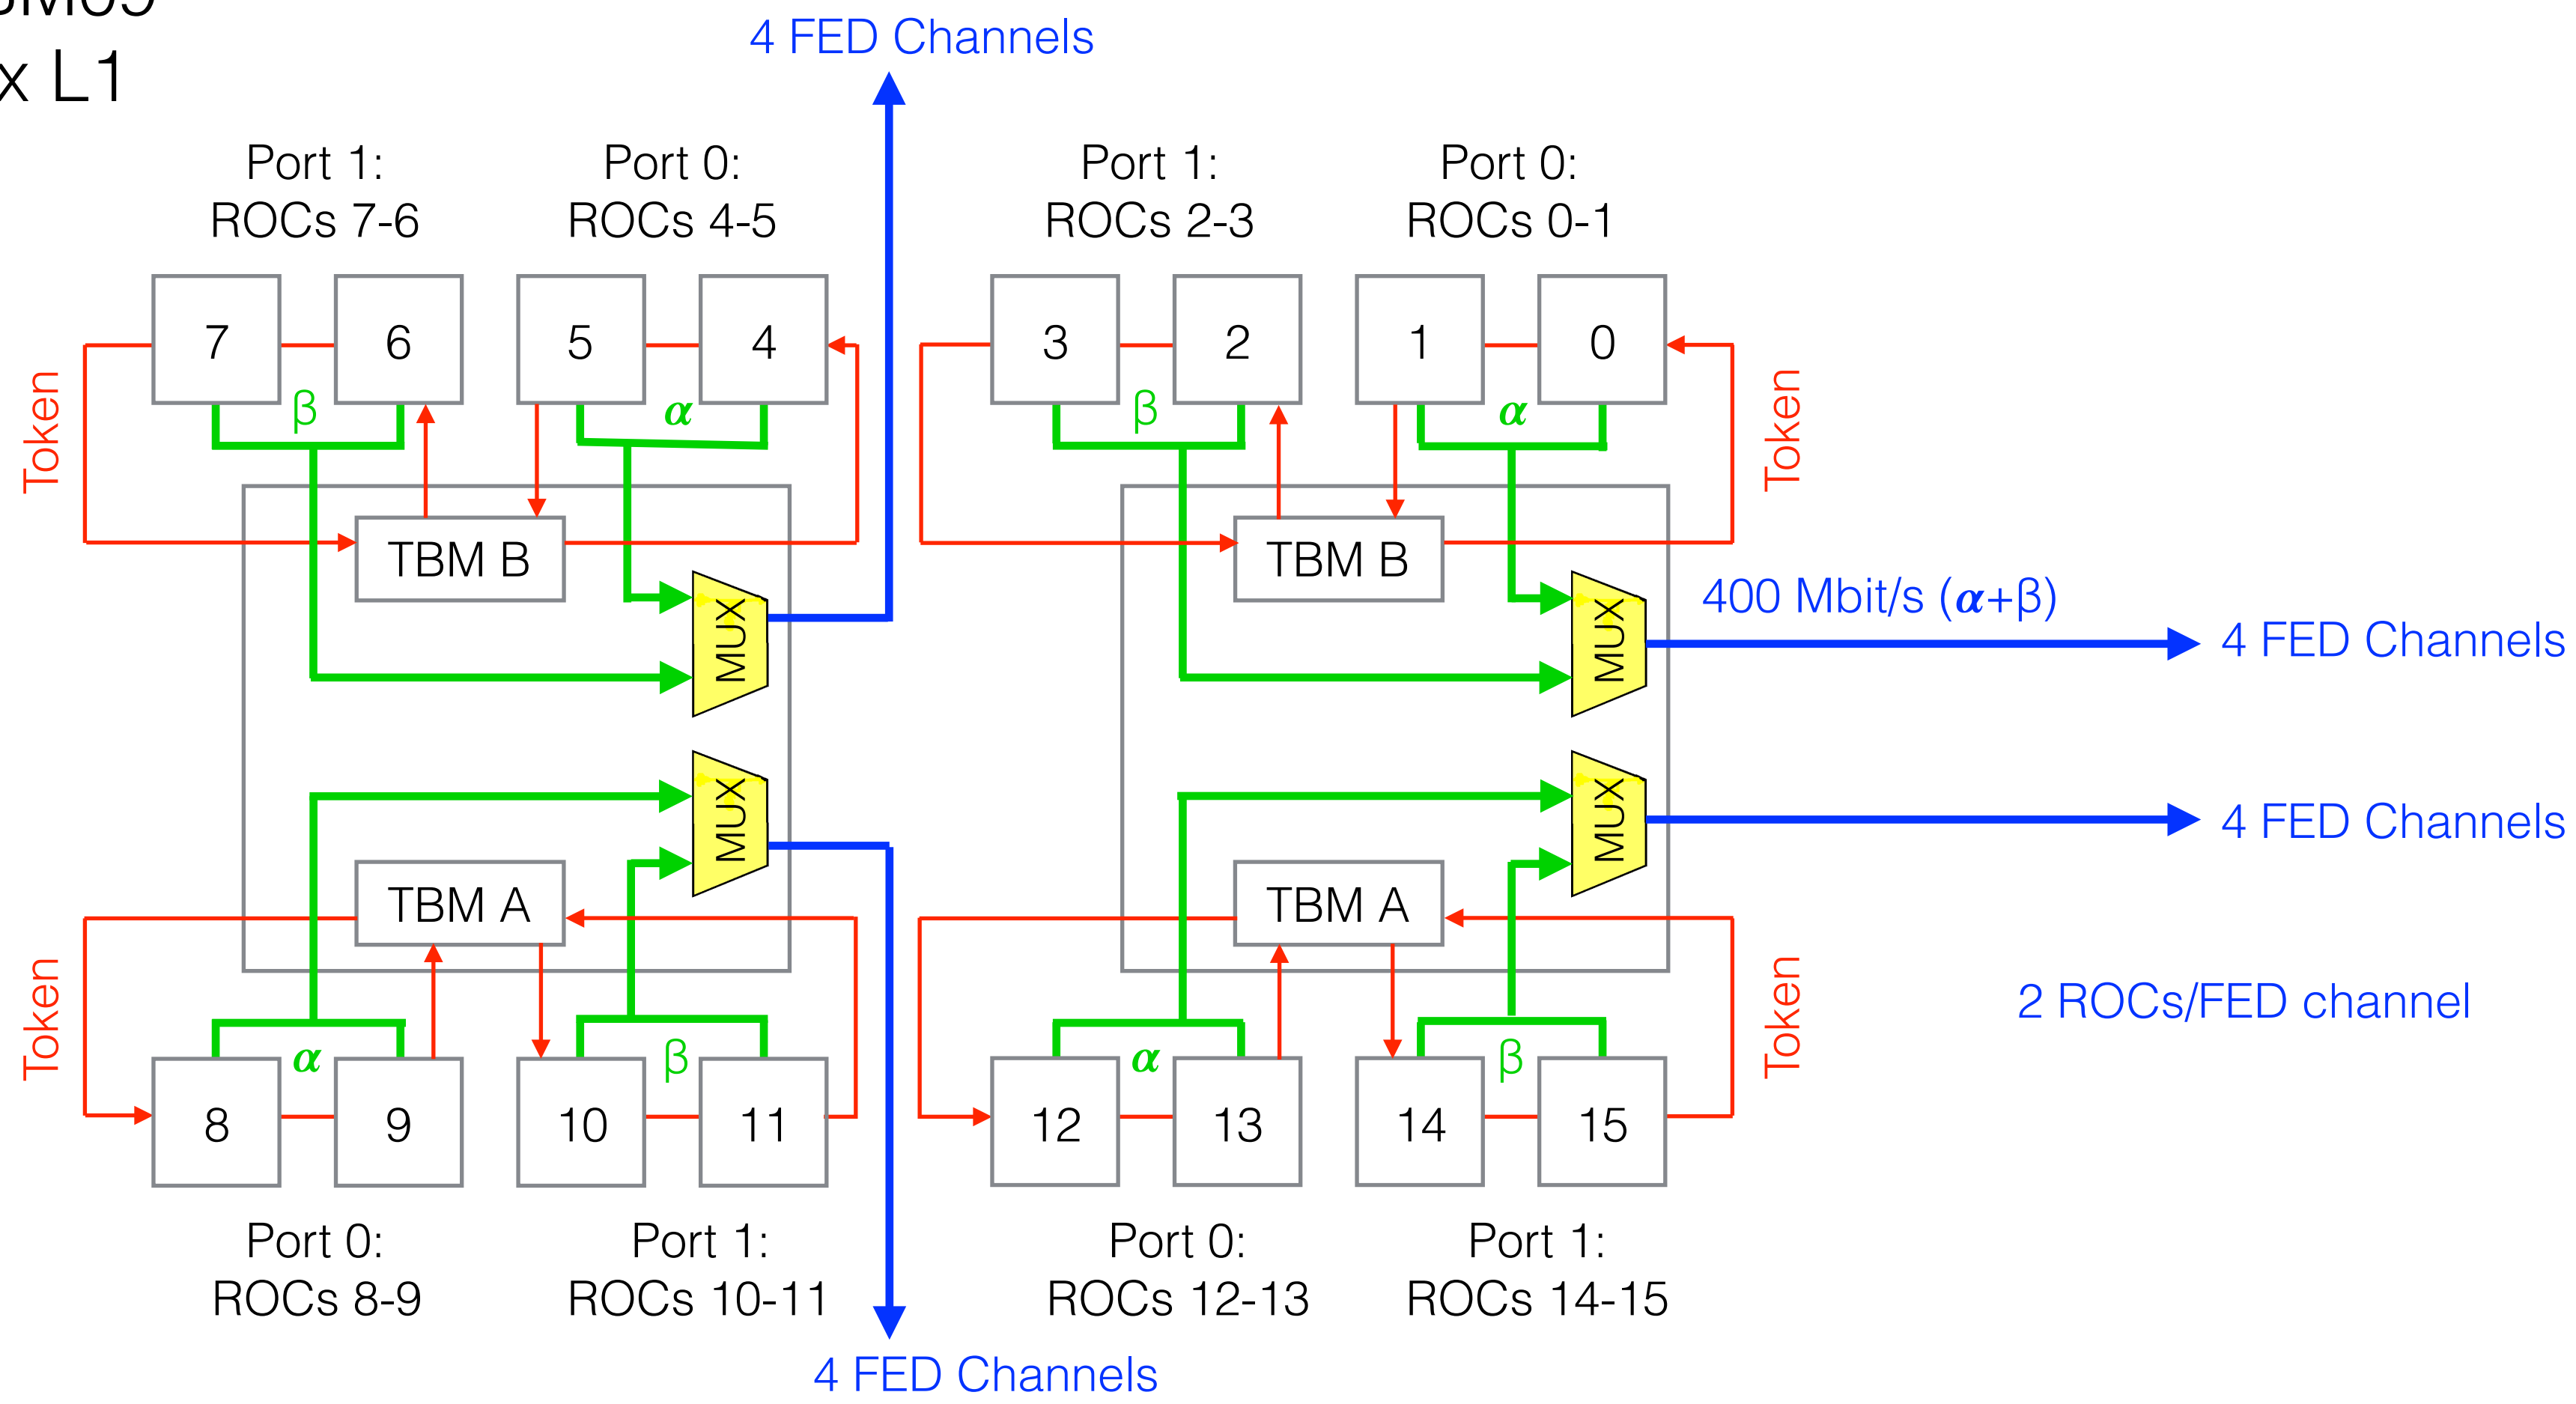 x L1
4 FED Channels
Port 1:
ROCs 7-6
Port 0:
ROCs 4-5
Port 1:
ROCs 2-3
Port 0:
ROCs 0-1
7
6
5
4
3
2
1
0
β
α
β
α
Token
Token
TBM B
TBM B
MUX
MUX
400 Mbit/s (α+β)
4 FED Channels
MUX
MUX
4 FED Channels
TBM A
TBM A
Token
Token
2 ROCs/FED channel
α
β
α
β
8
9
10
11
12
13
14
15
Port 0:
ROCs 8-9
Port 1:
ROCs 10-11
Port 0:
ROCs 12-13
Port 1:
ROCs 14-15
4 FED Channels